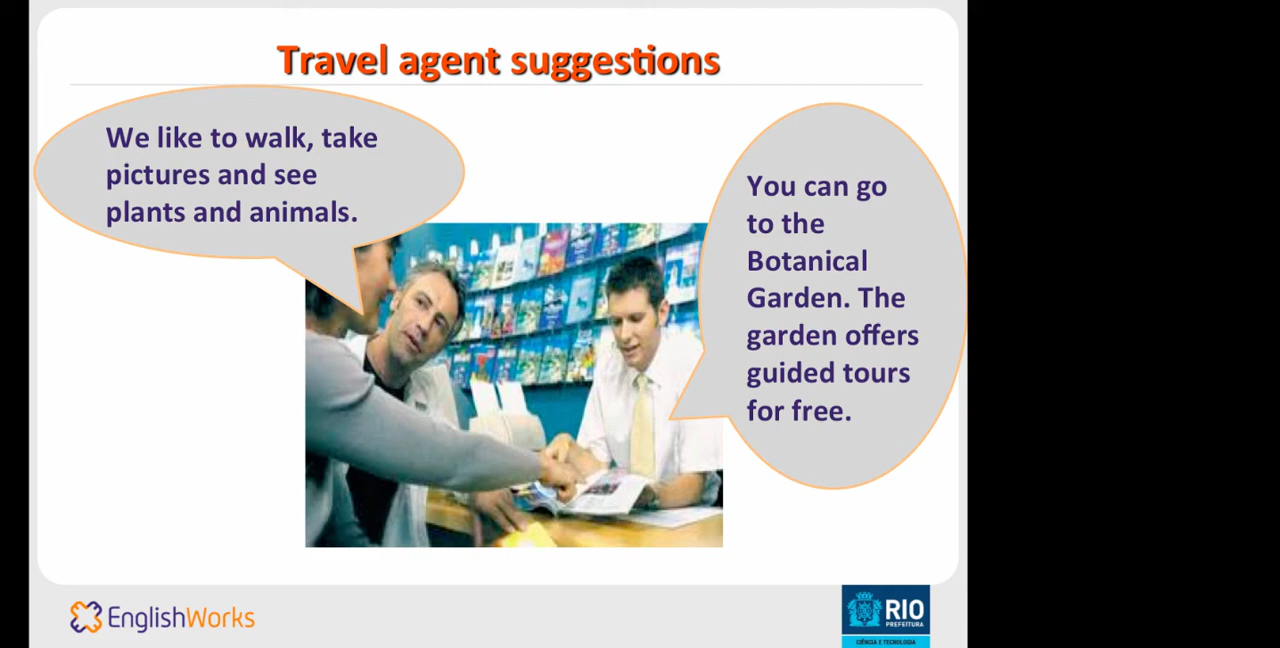 Travel agent suggestions
We like to walk, take
pictures and see
plants and animals.
You can go
to the
Botanical
Garden. The
garden offers
guided tours
for free.
EnglishWorks
RIO
PREFEITURA
CIÊNCIA E TECNOLOGIA